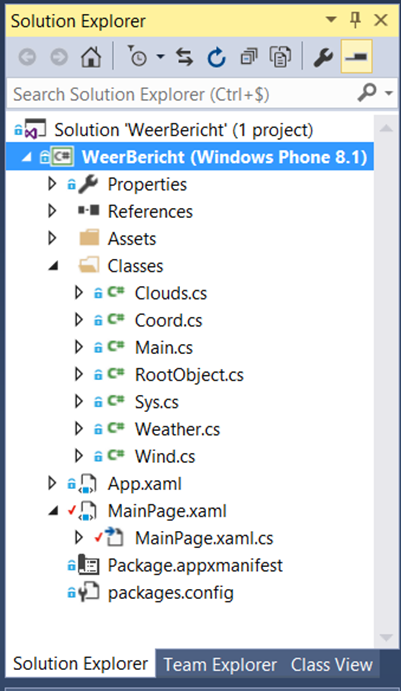 Solution Explorer
Search Solution Explorer (Ctrl+$)
Solution 'WeerBericht' (1 project)
C# WeerBericht (Windows Phone 8.1)
Properties
References
Assets
Classes
C# Clouds.cs
C# Coord.cs
C# Main.cs
C# RootObject.cs
C# Sys.cs
C# Weather.cs
C# Wind.cs
App.xaml
MainPage.xaml
MainPage.xaml.cs
Package.appxmanifest
packages.config
Solution Explorer Team Explorer Class View